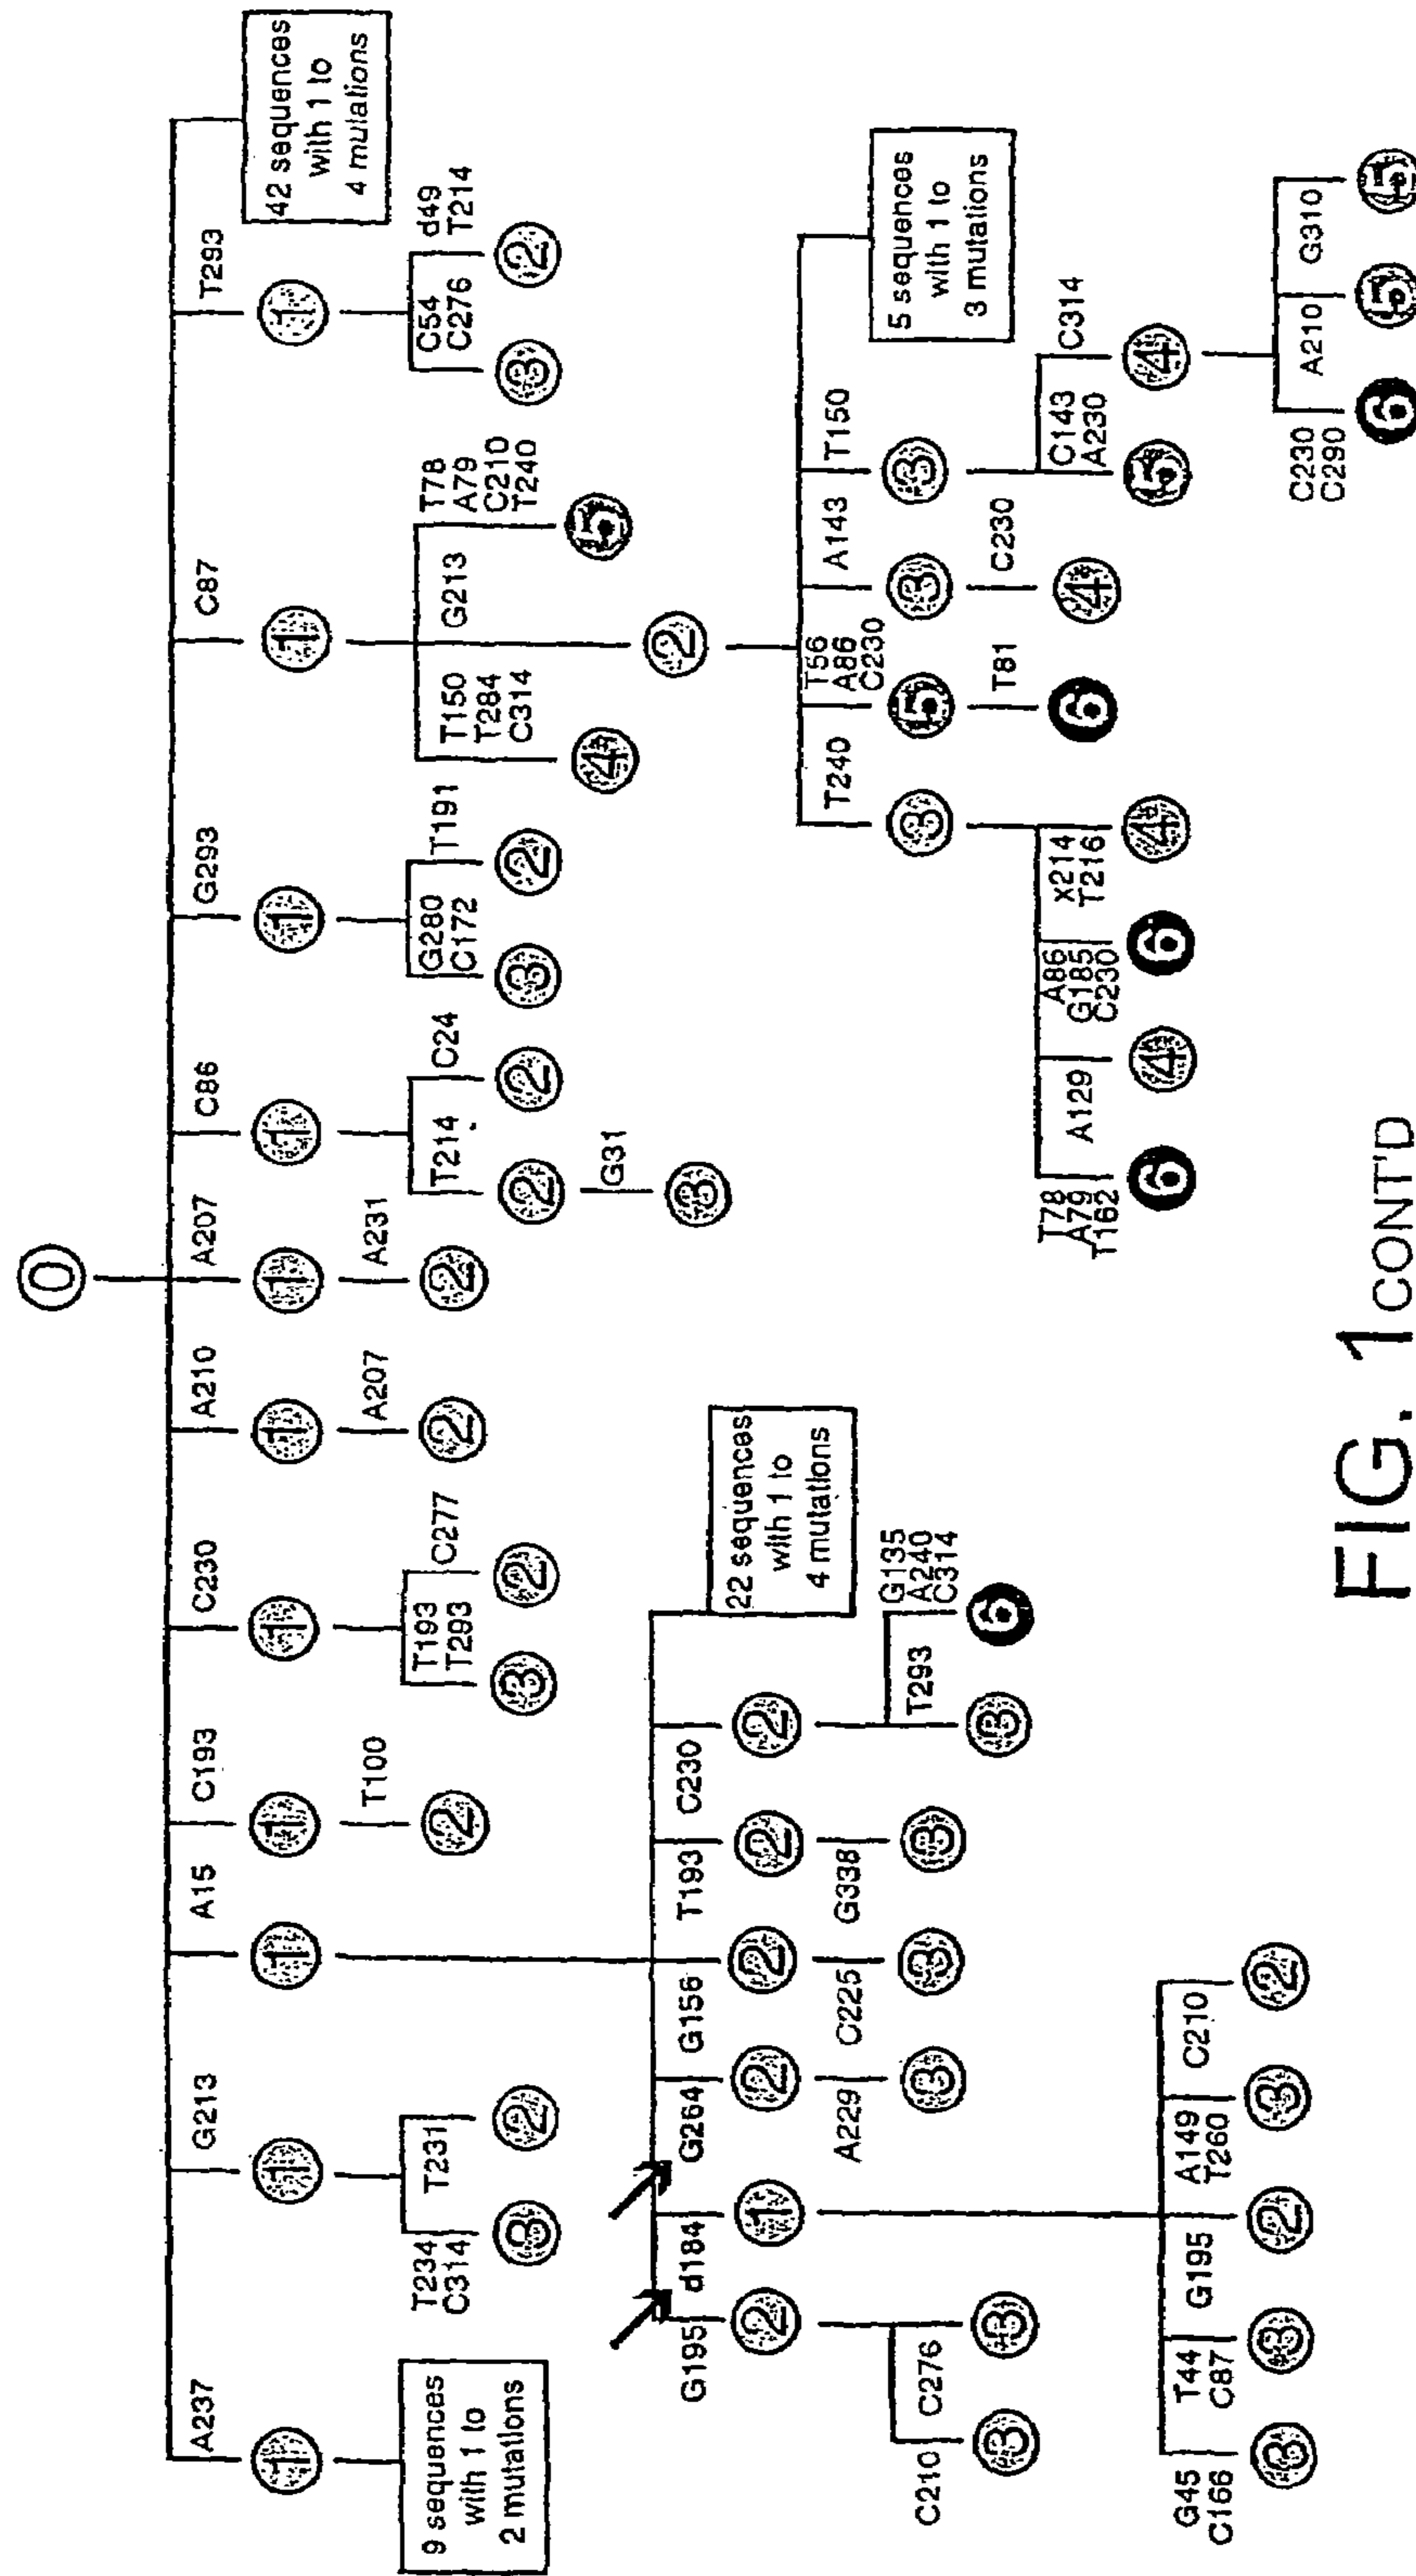 0
A237
G213
A15
C193
C230
A210
A207
C86
G293
C87
T293
1
1
1
1
1
1
1
1
1
1
1
42 sequences
with 1 to
4 mutations
9 sequences
with 1 to
2 mutations
T234
C314
T231
3
2
T100
2
T193
T293
C277
3
2
A207
2
A231
2
T214
C24
2
2
G31
3
G280
C172
T191
3
2
T150
T284
C314
G213
T78
A79
C210
T240
4
2
5
C54
C276
d49
T214
3
2
G195
d184
G264
G156
T193
C230
2
1
2
2
2
2
22 sequences
with 1 to
4 mutations
C210
C276
3
3
A229
3
C225
3
G338
3
T293
G135
A240
C314
3
6
G45
C166
T44
C87
G195
A149
T260
C210
3
3
2
3
2
T240
T56
A86
C230
A143
T150
3
5
3
3
5 sequences
with 1 to
3 mutations
T81
6
C230
4
C143
A230
C314
5
4
T78
A79
T162
A129
A86
G185
C230
X214
T216
6
4
6
4
C230
C290
A210
G310
6
5
5
FIG. 1 CONT'D